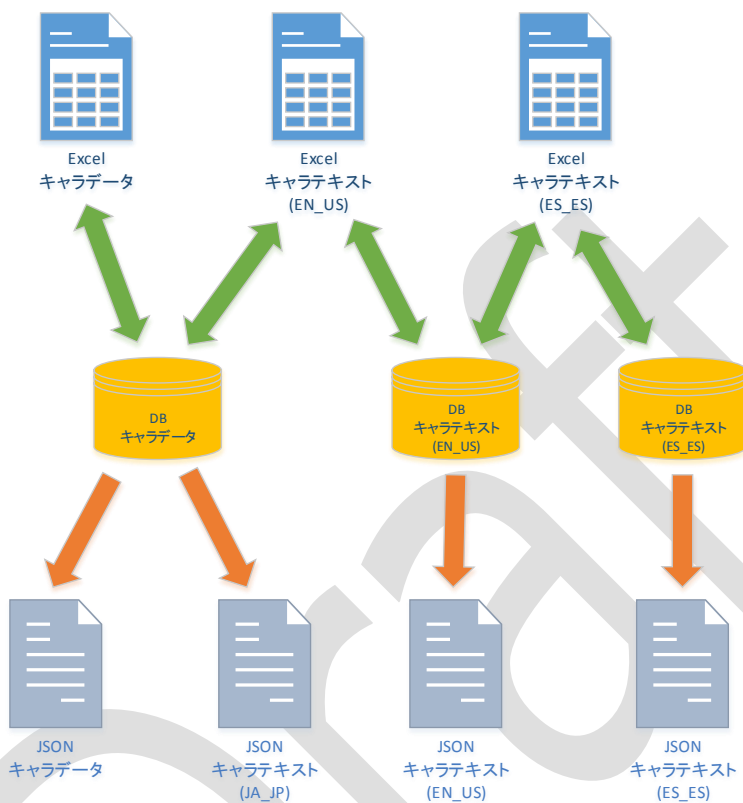 Excel
キャラデータ
Excel
キャラテキスト
(EN_US)
Excel
キャラテキスト
(ES_ES)
DB
キャラデータ
DB
キャラテキスト
(EN_US)
DB
キャラテキスト
(ES_ES)
JSON
キャラデータ
JSON
キャラテキスト
(JA_JP)
JSON
キャラテキスト
(EN_US)
JSON
キャラテキスト
(ES_ES)